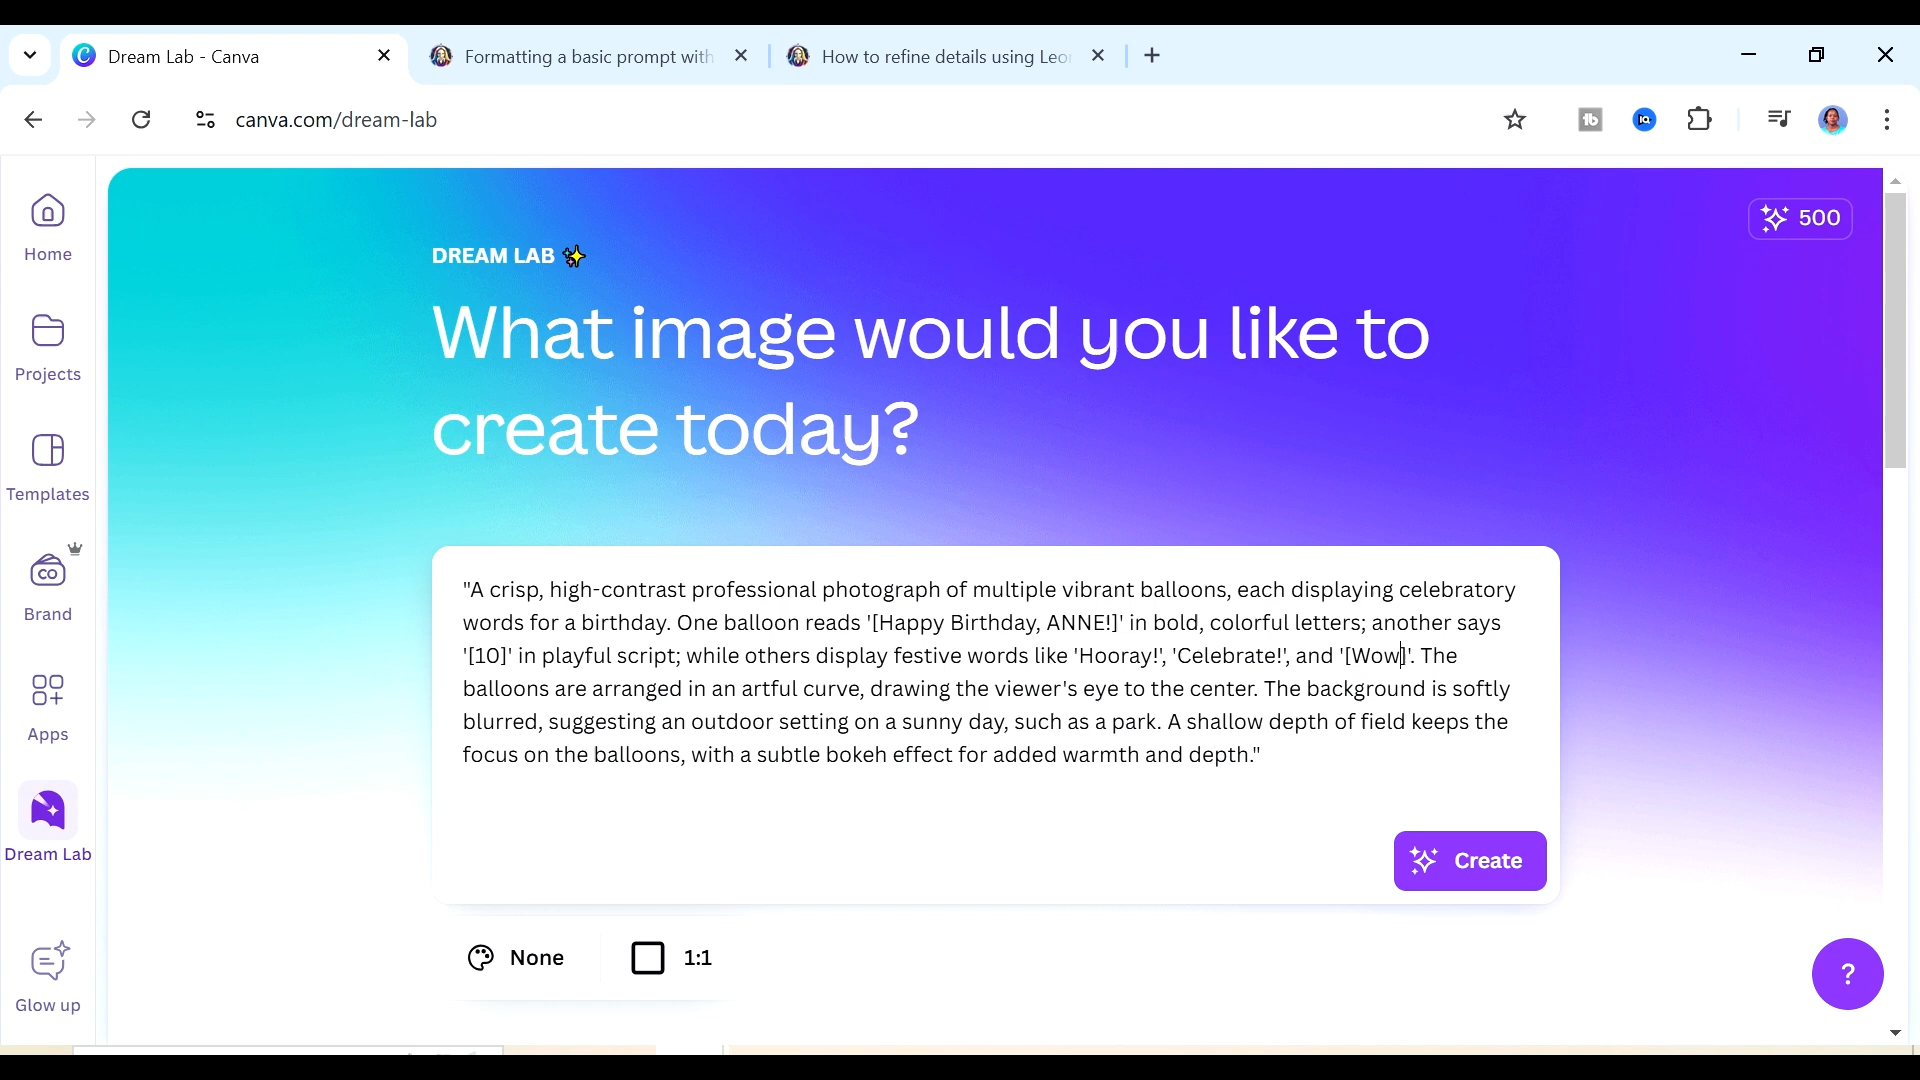 Dream Lab - Canva
Formatting a basic prompt with
How to refine details using Leon
canva.com/dream-lab
Home
Projects
Templates
CO
Brand
Apps
Dream Lab
Glow up
500
DREAM LAB
What image would you like to
create today?
"A crisp, high-contrast professional photograph of multiple vibrant balloons, each displaying celebratory
words for a birthday. One balloon reads '[Happy Birthday, ANNE!]' in bold, colorful letters; another says
'[10]' in playful script; while others display festive words like 'Hooray!', 'Celebrate!', and '[Wow]'. The
balloons are arranged in an artful curve, drawing the viewer's eye to the center. The background is softly
blurred, suggesting an outdoor setting on a sunny day, such as a park. A shallow depth of field keeps the
focus on the balloons, with a subtle bokeh effect for added warmth and depth."
Create
None
1:1
?